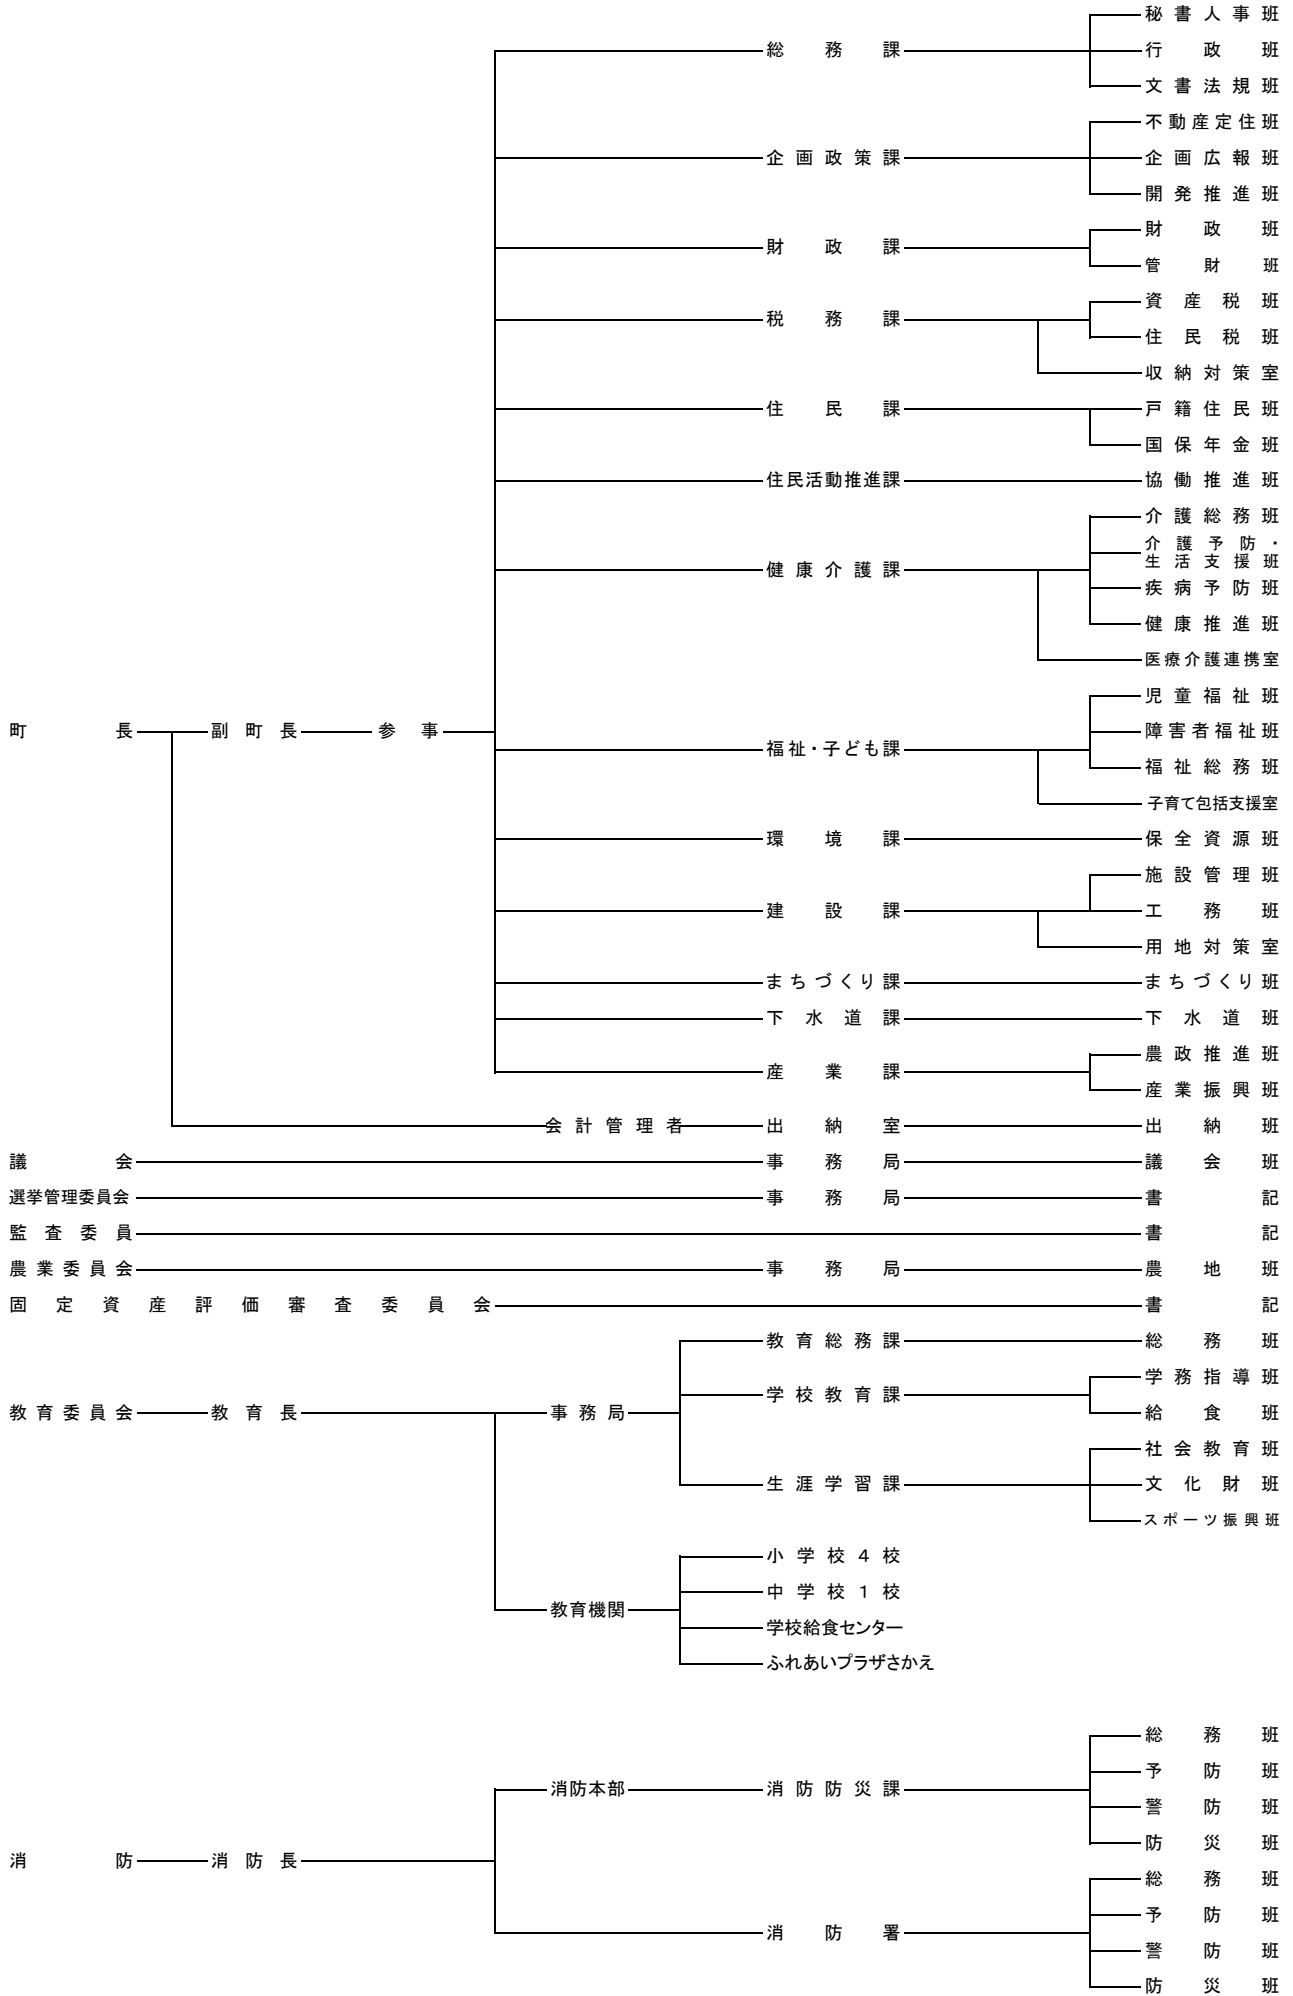 秘書人事班
総務課 行政班
文書法規班
不動産定住班
企画政策課 企画広報班
開発推進班
財政班
財政課
管財班
資産税班
税務課
住民税班
収納対策室
住民課 戸籍住民班
国保年金班
住民活動推進課 協働推進班
介護総務班
介護予防・
生活支援班
健康介護課
疾病予防班
健康推進班
医療介護連携室
児童福祉班
町長 副町長 参事 障害者福祉班
福祉・子ども課
福祉総務班
子育て包括支援室
環境課 保全資源班
施設管理班
建設課 工務班
用地対策室
まちづくり課 まちづくり班
下水道課 下水道班
農政推進班
産業課
産業振興班
会計管理者 出納室 出納班
議会 事務局 議会班
選挙管理委員会 事務局 書記
監査委員 書記
農業委員会 事務局 農地班
固定資産評価審査委員会 書記
教育総務課 総務班
学務指導班
学校教育課
教育委員会 教育長 事務局 給食班
社会教育班
生涯学習課 文化財班
スポーツ振興班
小学校4校
中学校1校
教育機関
学校給食センター
ふれあいプラザさかえ
総務班
予防班
消防本部 消防防災課
警防班
防災班
消防 消防長
総務班
予防班
消防署
警防班
防災班